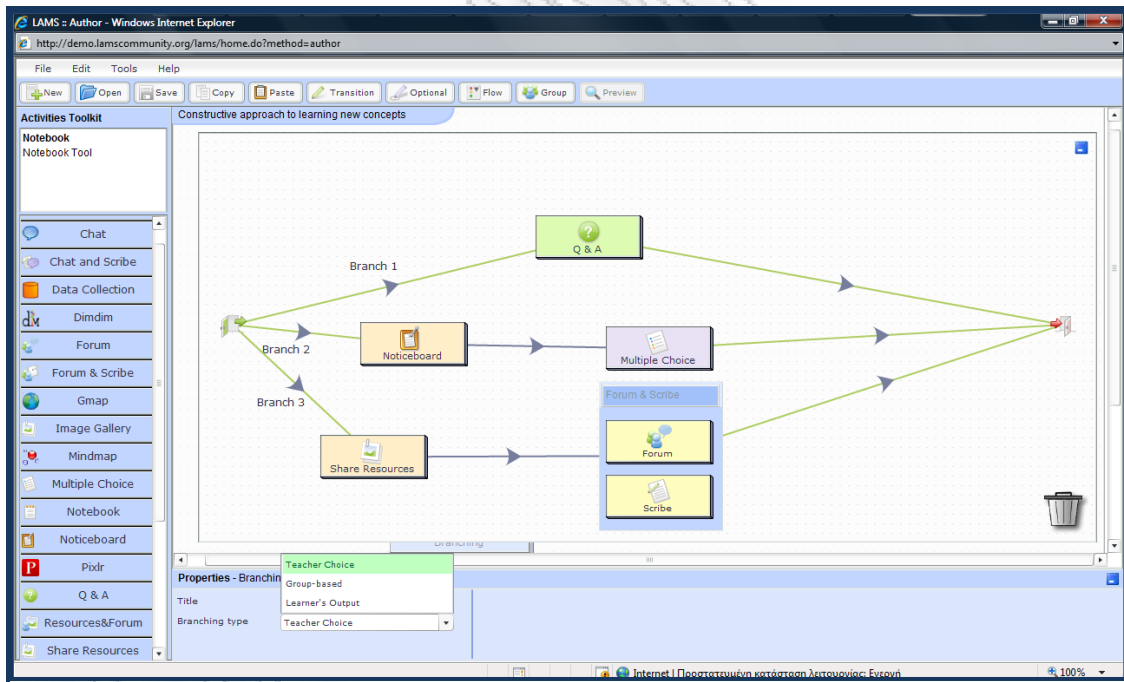 LAMS :: Author - Windows Internet Explorer
http://demo.lamscommunity.org/lams/home.do?method=author
File Edit Tools Help
New Open Save Copy Paste Transition Optional Flow Group Preview
Activities Toolkit
Notebook
Notebook Tool
Chat
Chat and Scribe
Data Collection
Dimdim
Forum
Forum & Scribe
Gmap
Image Gallery
Mindmap
Multiple Choice
Notebook
Noticeboard
Pixlr
Q & A
Resources&Forum
Share Resources
Constructive approach to learning new concepts
Q & A
Branch 1
Branch 2
Noticeboard
Multiple Choice
Branch 3
Forum & Scribe
Share Resources
Forum
Scribe
Branching
Properties - Branchin
Teacher Choice
Group-based
Learner's Output
Title
Branching type Teacher Choice
Internet | Προστατευμένη κατάσταση λειτουργίας: Ενεργή
100%